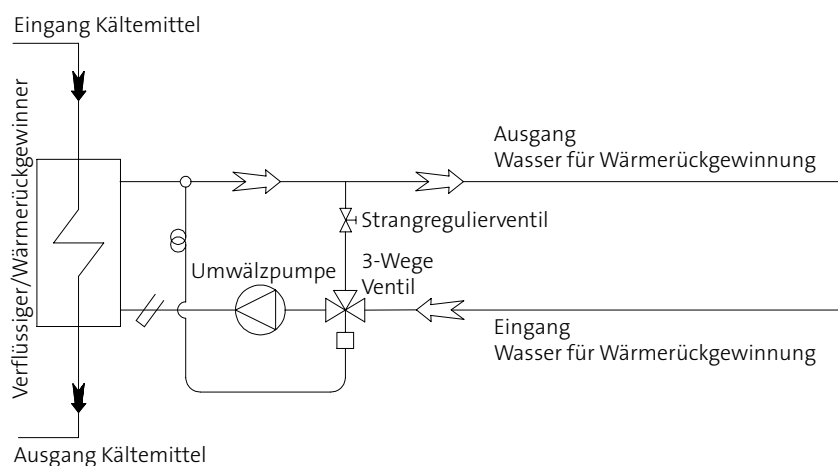 Eingang Kältemittel
Verflüssiger/Wärmerückgewinner
Ausgang
Wasser für Wärmerückgewinnung
Strangregulierventil
3-Wege
Ventil
Umwälzpumpe
Eingang
Wasser für Wärmerückgewinnung
Ausgang Kältemittel